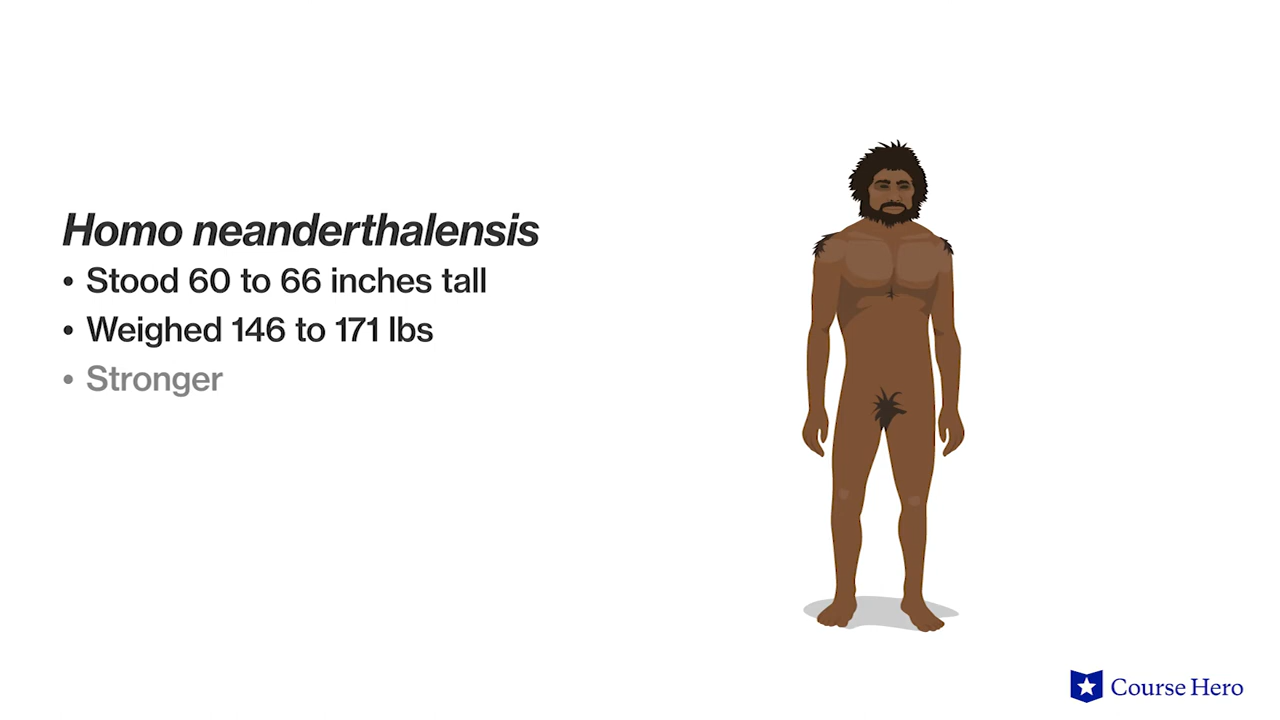 Homo neanderthalensis
• Stood 60 to 66 inches tall
• Weighed 146 to 171 lbs
• Stronger
Course Hero